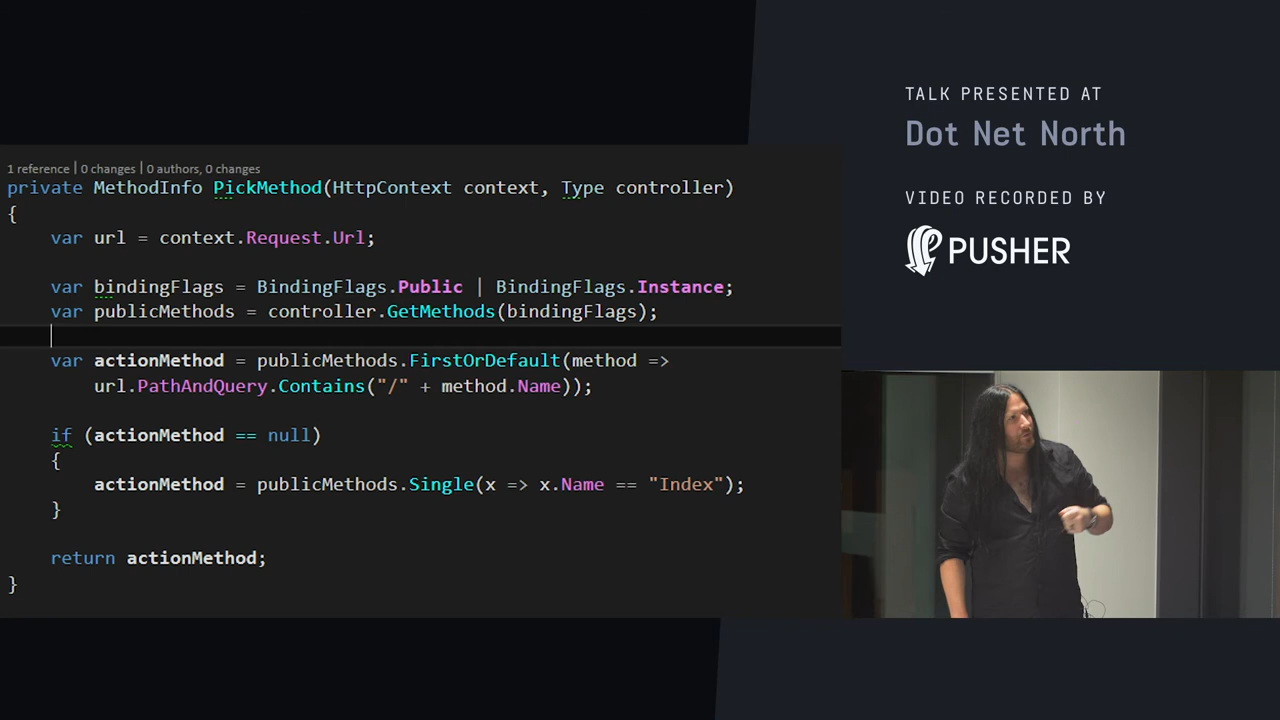 1 reference | 0 changes | 0 authors, 0 changes
private MethodInfo PickMethod(HttpContext context, Type controller)
{
    var url = context.Request.Url;
    var bindingFlags = BindingFlags.Public | BindingFlags.Instance;
    var publicMethods = controller.GetMethods(bindingFlags);
    var actionMethod = publicMethods.FirstOrDefault(method =>
        url.PathAndQuery.Contains("/" + method.Name));
    if (actionMethod == null)
    {
        actionMethod = publicMethods.Single(x => x.Name == "Index");
    }
    return actionMethod;
}
TALK PRESENTED AT
Dot Net North
VIDEO RECORDED BY
PUSHER